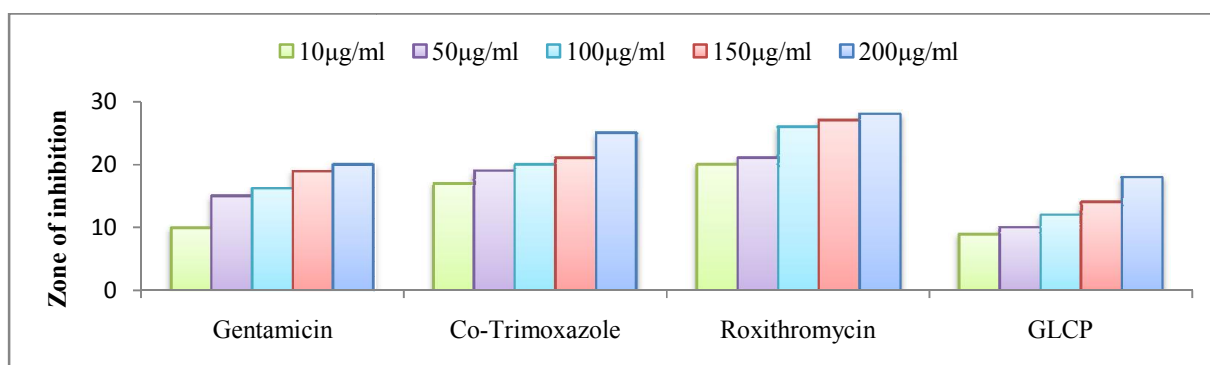 10μg/ml 50μg/ml 100μg/ml 150μg/ml 200μg/ml
Zone of inhibition
30
20
10
0
Gentamicin Co-Trimoxazole Roxithromycin GLCP